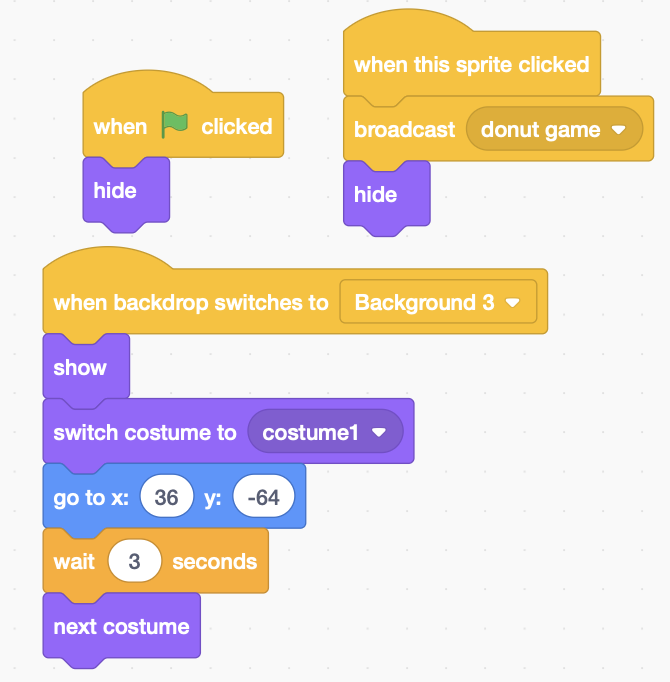 when clicked
hide
when this sprite clicked
broadcast donut game
hide
when backdrop switches to Background 3
show
switch costume to costume1
go to x: 36 y: -64
wait 3 seconds
next costume